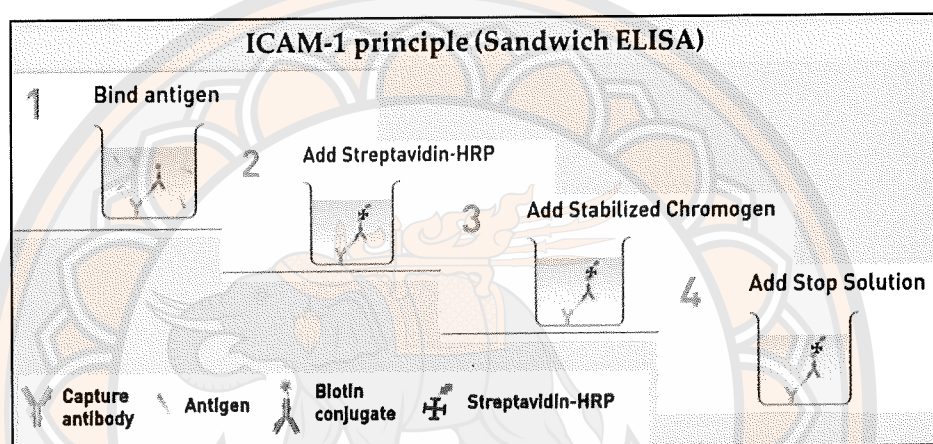 ICAM-1 principle (Sandwich ELISA)
1 Bind antigen
2 Add Streptavidin-HRP
3 Add Stabilized Chromogen
4 Add Stop Solution
Capture
antibody
Antigen
Biotin
conjugate
Streptavidin-HRP